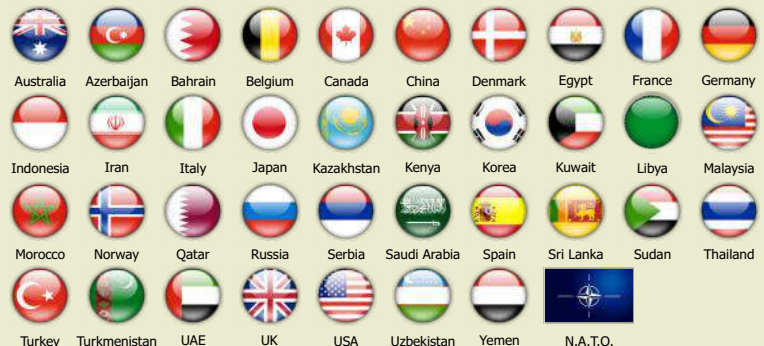 Australia Azerbaijan Bahrain Belgium Canada China Denmark Egypt France Germany
Indonesia Iran Italy Japan Kazakhstan Kenya Korea Kuwait Libya Malaysia
Morocco Norway Qatar Russia Serbia Saudi Arabia Spain Sri Lanka Sudan Thailand
Turkey Turkmenistan UAE UK USA Uzbekistan Yemen N.A.T.O.